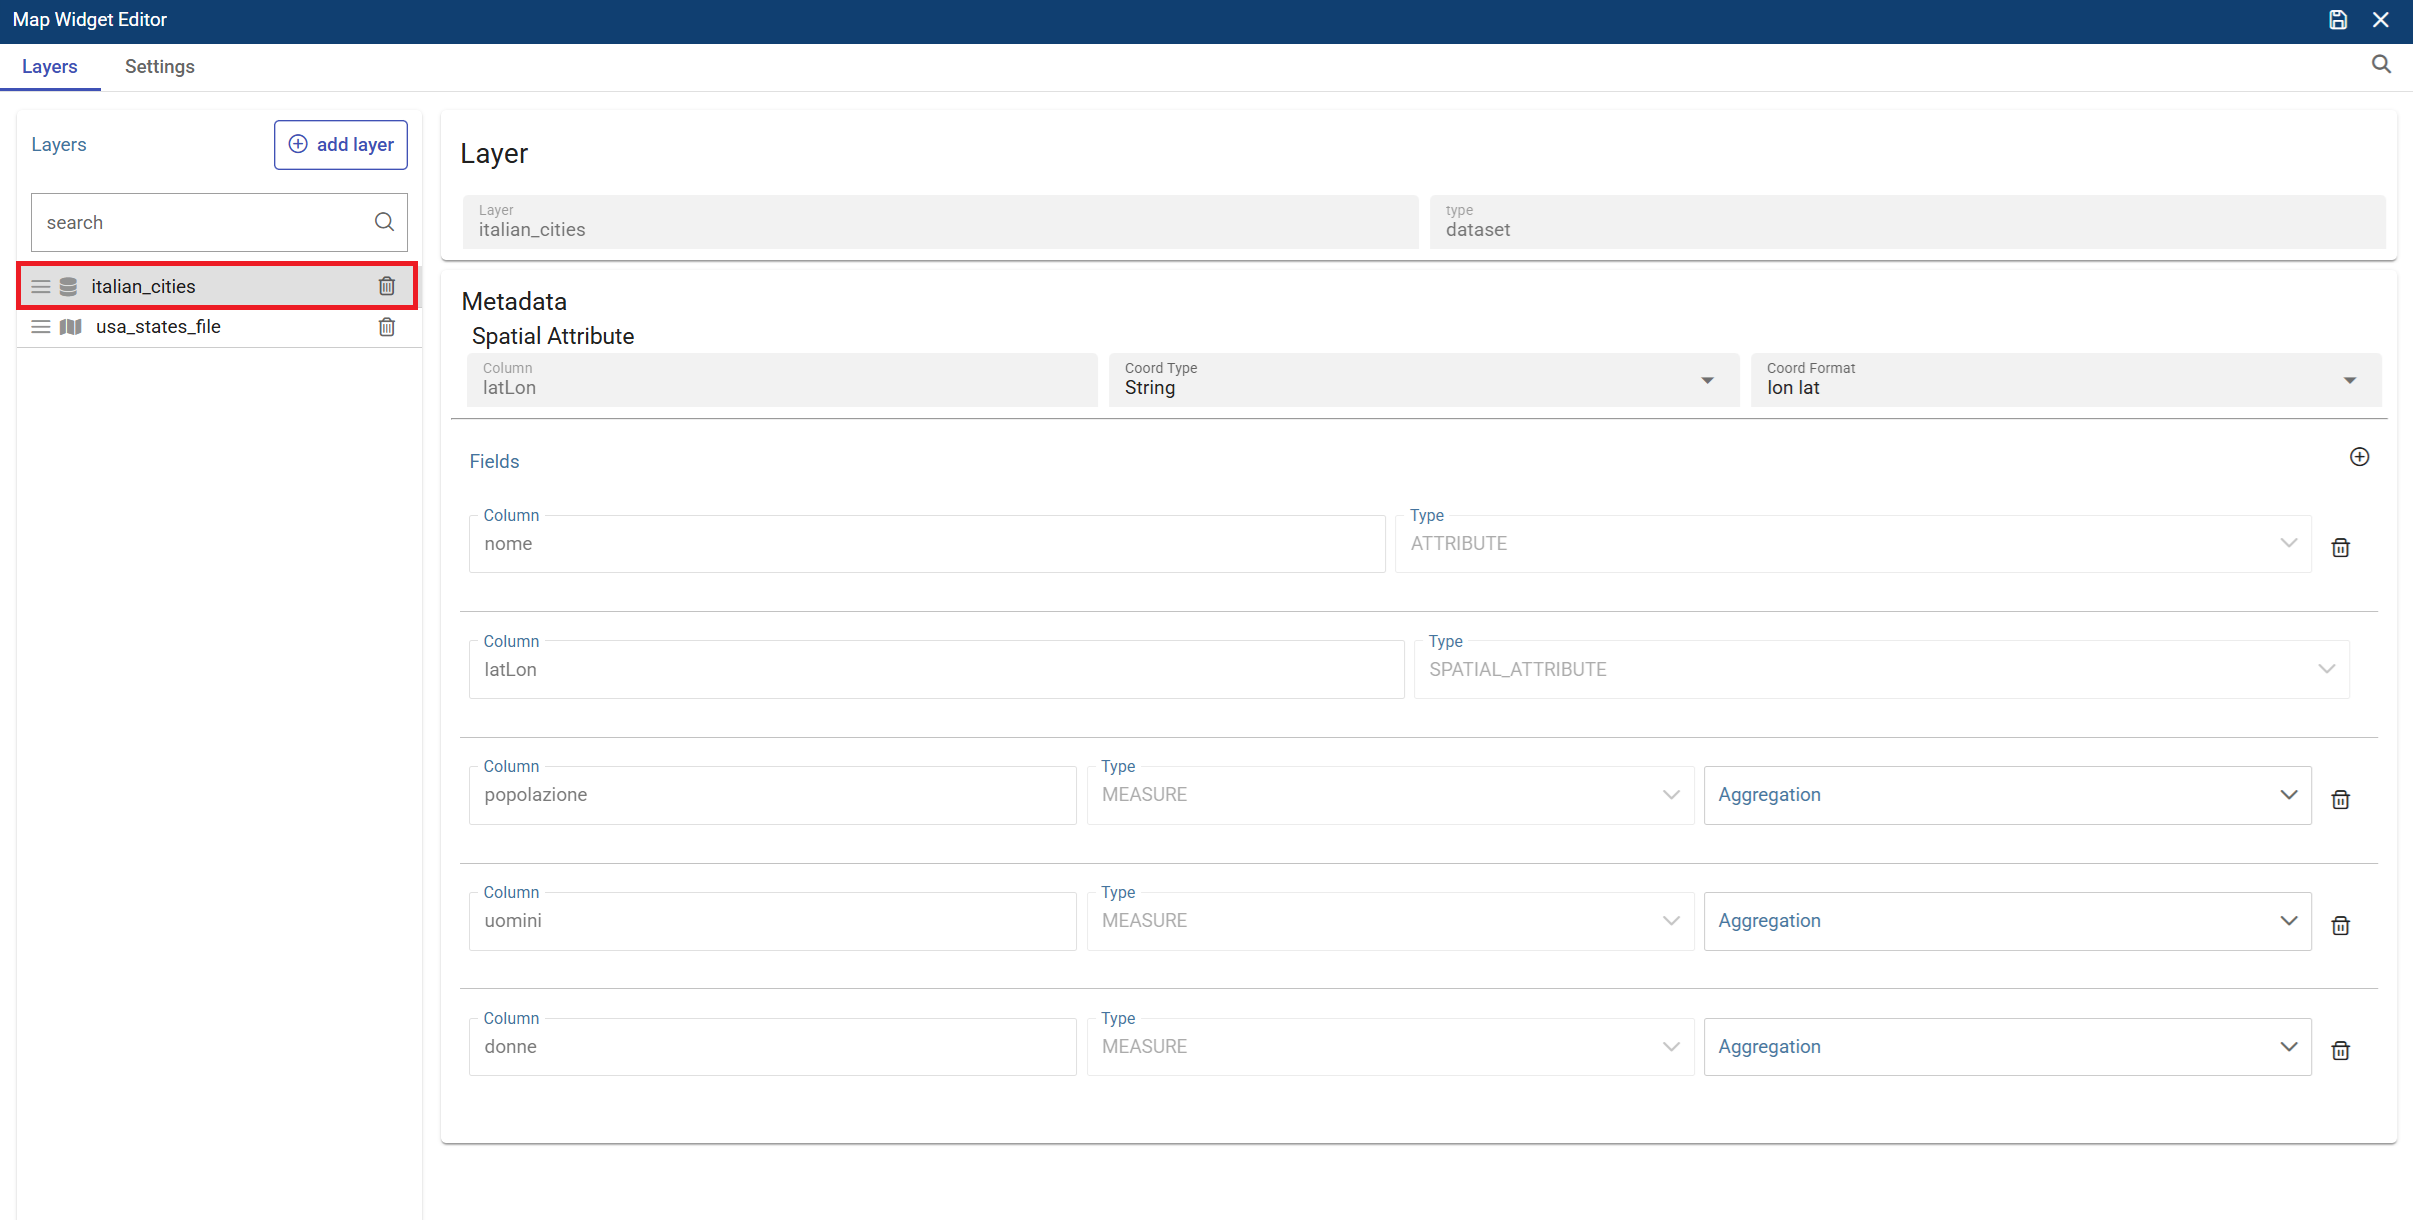 Map Widget Editor
Layers Settings
Layers add layer
search
italian_cities
usa_states_file
Layer
Layer
italian_cities
type
dataset
Metadata
Spatial Attribute
Column
latLon
Coord Type
String
Coord Format
lon lat
Fields
Column
nome
Type
ATTRIBUTE
Column
latLon
Type
SPATIAL_ATTRIBUTE
Column
popolazione
Type
MEASURE
Aggregation
Column
uomini
Type
MEASURE
Aggregation
Column
donne
Type
MEASURE
Aggregation